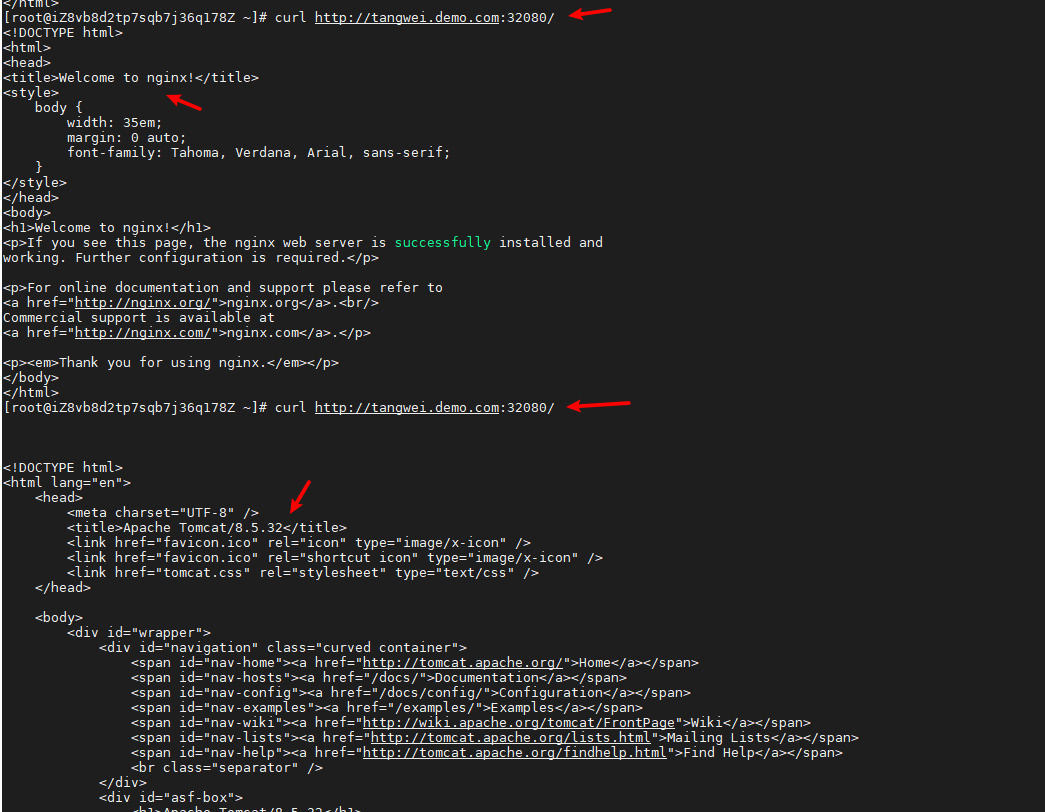 </html>
[root@iZ8vb8d2tp7sqb7j36q178Z ~]# curl http://tangwei.demo.com:32080/
<!DOCTYPE html>
<html>
<head>
<title>Welcome to nginx!</title>
<style>
    body {
        width: 35em;
        margin: 0 auto;
        font-family: Tahoma, Verdana, Arial, sans-serif;
    }
</style>
</head>
<body>
<h1>Welcome to nginx!</h1>
<p>If you see this page, the nginx web server is successfully installed and
working. Further configuration is required.</p>

<p>For online documentation and support please refer to
<a href="http://nginx.org/">nginx.org</a>.<br/>
Commercial support is available at
<a href="http://nginx.com/">nginx.com</a>.</p>

<p><em>Thank you for using nginx.</em></p>
</body>
</html>
[root@iZ8vb8d2tp7sqb7j36q178Z ~]# curl http://tangwei.demo.com:32080/

<!DOCTYPE html>
<html lang="en">
    <head>
        <meta charset="UTF-8" />
        <title>Apache Tomcat/8.5.32</title>
        <link href="favicon.ico" rel="icon" type="image/x-icon" />
        <link href="favicon.ico" rel="shortcut icon" type="image/x-icon" />
        <link href="tomcat.css" rel="stylesheet" type="text/css" />
    </head>

    <body>
        <div id="wrapper">
            <div id="navigation" class="curved container">
                <span id="nav-home"><a href="http://tomcat.apache.org/">Home</a></span>
                <span id="nav-hosts"><a href="/docs/">Documentation</a></span>
                <span id="nav-config"><a href="/docs/config/">Configuration</a></span>
                <span id="nav-examples"><a href="/examples/">Examples</a></span>
                <span id="nav-wiki"><a href="http://wiki.apache.org/tomcat/FrontPage">Wiki</a></span>
                <span id="nav-lists"><a href="http://tomcat.apache.org/lists.html">Mailing Lists</a></span>
                <span id="nav-help"><a href="http://tomcat.apache.org/findhelp.html">Find Help</a></span>
                <br class="separator" />
            </div>
            <div id="asf-box">
                <h1>Apache Tomcat/8.5.32</h1>